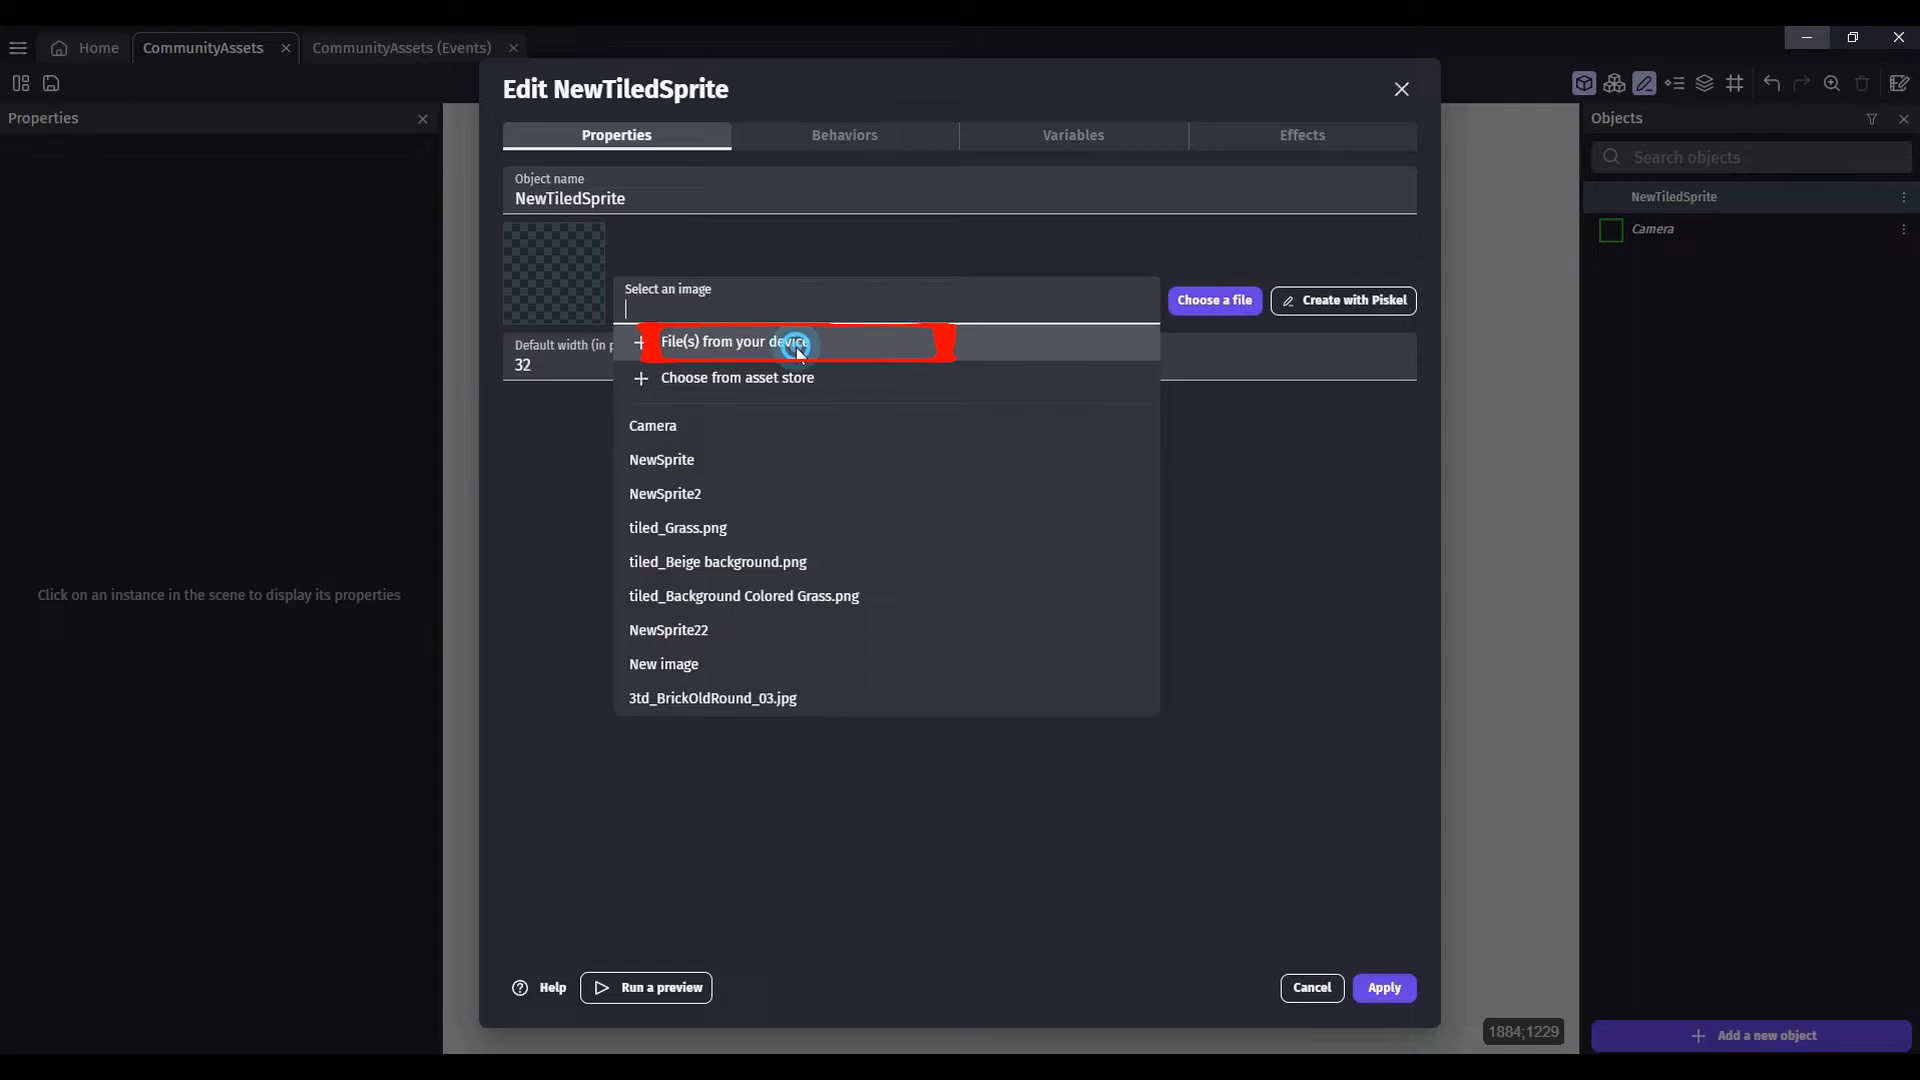 Home
CommunityAssets
CommunityAssets (Events)
Properties
Click on an instance in the scene to display its properties
Edit NewTiledSprite
Properties
Behaviors
Variables
Effects
Object name
NewTiledSprite
Select an image
Choose a file
Create with Piskel
Default width (in p
32
File(s) from your device
Choose from asset store
Camera
NewSprite
NewSprite2
tiled_Grass.png
tiled_Beige background.png
tiled_Background Colored Grass.png
NewSprite22
New image
3td_BrickOldRound_03.jpg
Help
Run a preview
Cancel
Apply
Objects
Search objects
NewTiledSprite
Camera
1884;1229
Add a new object